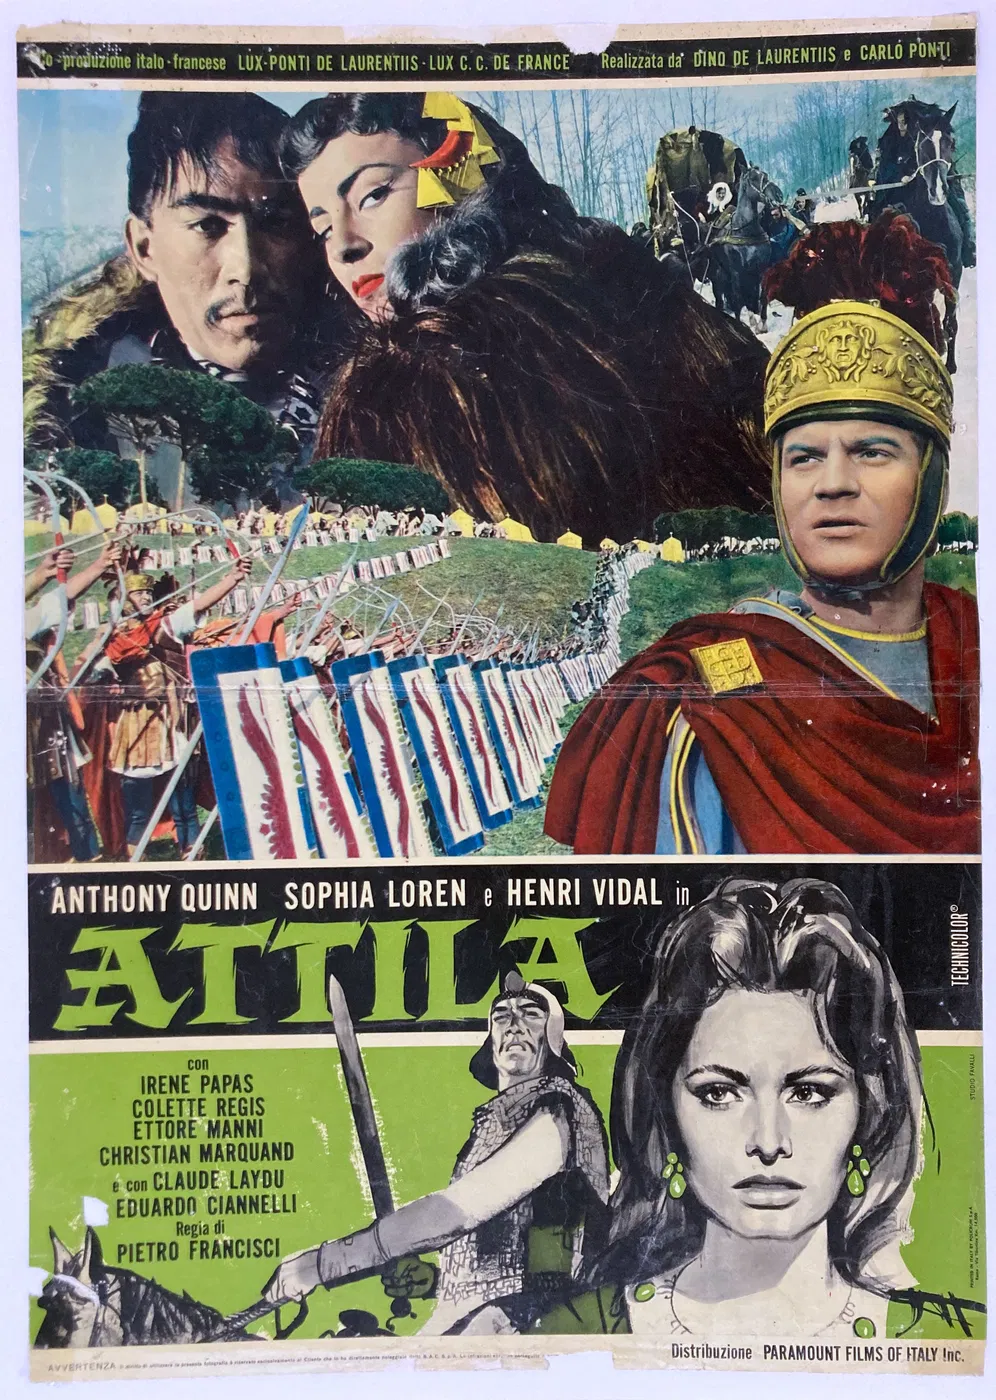 produzione italo-francese LUX-PONTI DE LAURENTIIS-LUX C.C. DE FRANCE Realizzata da DINO DE LAURENTIIS e CARLO PONTI
ANTHONY QUINN SOPHIA LOREN e HENRI VIDAL in
ATTILA
TECHNICOLOR®
con
IRENE PAPAS
COLETTE REGIS
ETTORE MANNI
CHRISTIAN MARQUAND
e con CLAUDE LAYDU
EDUARDO CIANNELLI
Regia di
PIETRO FRANCISCI
STUDIO FAVALLI
AVVERTENZA
Distribuzione PARAMOUNT FILMS OF ITALY Inc.